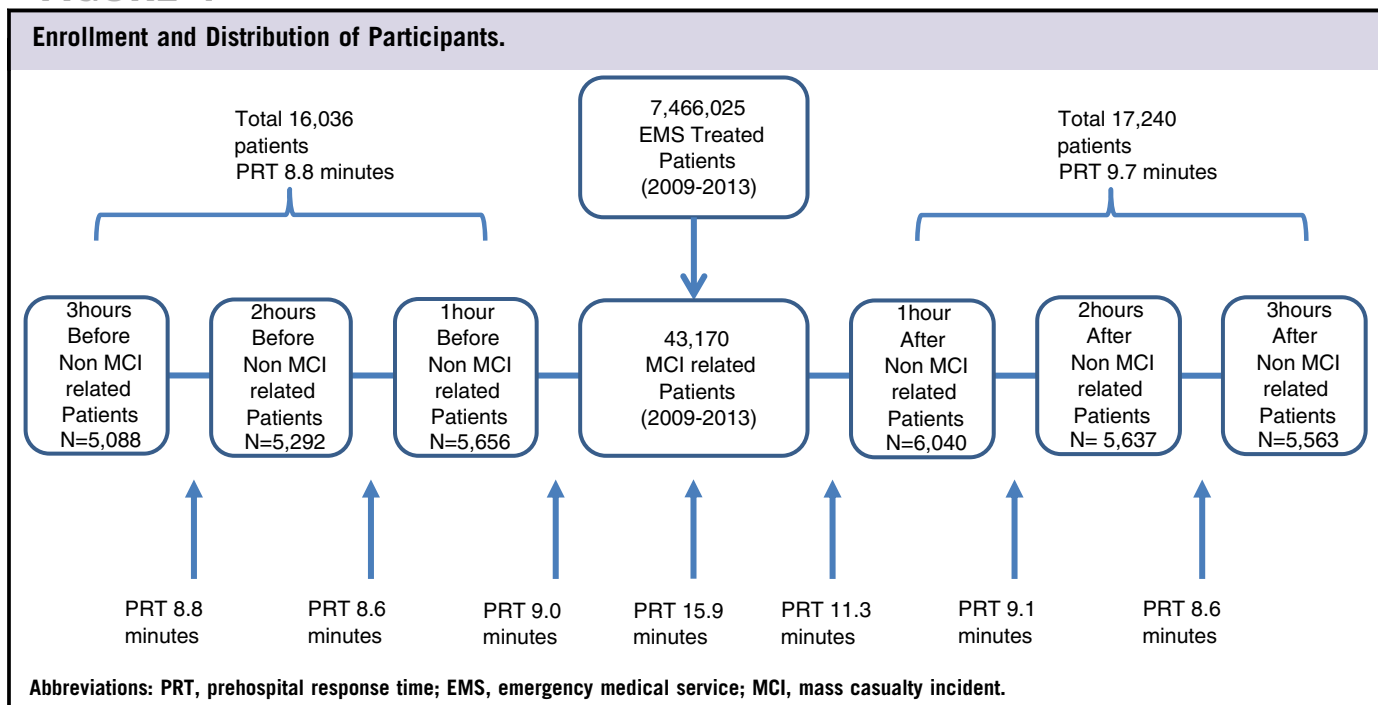 Enrollment and Distribution of Participants.
Total 16,036
patients
PRT 8.8 minutes
7,466,025
EMS Treated
Patients
(2009-2013)
Total 17,240
patients
PRT 9.7 minutes
3hours
Before
Non MCI
related
Patients
N=5,088
2hours
Before
Non MCI
related
Patients
N=5,292
1hour
Before
Non MCI
related
Patients
N=5,656
43,170
MCI related
Patients
(2009-2013)
1hour
After
Non MCI
related
Patients
N=6,040
2hours
After
Non MCI
related
Patients
N= 5,637
3hours
After
Non MCI
related
Patients
N=5,563
PRT 8.8
minutes
PRT 8.6
minutes
PRT 9.0
minutes
PRT 15.9
minutes
PRT 11.3
minutes
PRT 9.1
minutes
PRT 8.6
minutes
Abbreviations: PRT, prehospital response time; EMS, emergency medical service; MCI, mass casualty incident.